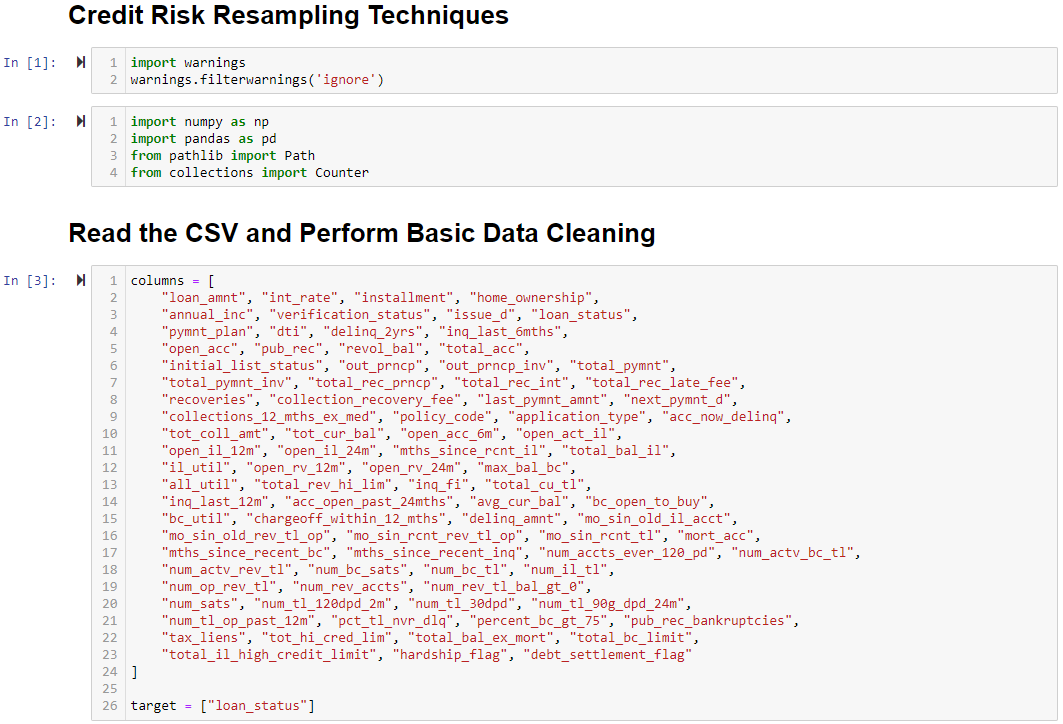 Credit Risk Resampling Techniques
In [1]:
1 import warnings
2 warnings.filterwarnings('ignore')
In [2]:
1 import numpy as np
2 import pandas as pd
3 from pathlib import Path
4 from collections import Counter
Read the CSV and Perform Basic Data Cleaning
In [3]:
1 columns = [
2     "loan_amnt", "int_rate", "installment", "home_ownership",
3     "annual_inc", "verification_status", "issue_d", "loan_status",
4     "pymnt_plan", "dti", "delinq_2yrs", "inq_last_6mths",
5     "open_acc", "pub_rec", "revol_bal", "total_acc",
6     "initial_list_status", "out_prncp", "out_prncp_inv", "total_pymnt",
7     "total_pymnt_inv", "total_rec_prncp", "total_rec_int", "total_rec_late_fee",
8     "recoveries", "collection_recovery_fee", "last_pymnt_amnt", "next_pymnt_d",
9     "collections_12_mths_ex_med", "policy_code", "application_type", "acc_now_delinq",
10     "tot_coll_amt", "tot_cur_bal", "open_acc_6m", "open_act_il",
11     "open_il_12m", "open_il_24m", "mths_since_rcnt_il", "total_bal_il",
12     "il_util", "open_rv_12m", "open_rv_24m", "max_bal_bc",
13     "all_util", "total_rev_hi_lim", "inq_fi", "total_cu_tl",
14     "inq_last_12m", "acc_open_past_24mths", "avg_cur_bal", "bc_open_to_buy",
15     "bc_util", "chargeoff_within_12_mths", "delinq_amnt", "mo_sin_old_il_acct",
16     "mo_sin_old_rev_tl_op", "mo_sin_rcnt_rev_tl_op", "mo_sin_rcnt_tl", "mort_acc",
17     "mths_since_recent_bc", "mths_since_recent_inq", "num_accts_ever_120_pd", "num_actv_bc_tl",
18     "num_actv_rev_tl", "num_bc_sats", "num_bc_tl", "num_il_tl",
19     "num_op_rev_tl", "num_rev_accts", "num_rev_tl_bal_gt_0",
20     "num_sats", "num_tl_120dpd_2m", "num_tl_30dpd", "num_tl_90g_dpd_24m",
21     "num_tl_op_past_12m", "pct_tl_nvr_dlq", "percent_bc_gt_75", "pub_rec_bankruptcies",
22     "tax_liens", "tot_hi_cred_lim", "total_bal_ex_mort", "total_bc_limit",
23     "total_il_high_credit_limit", "hardship_flag", "debt_settlement_flag"
24 ]
25
26 target = ["loan_status"]